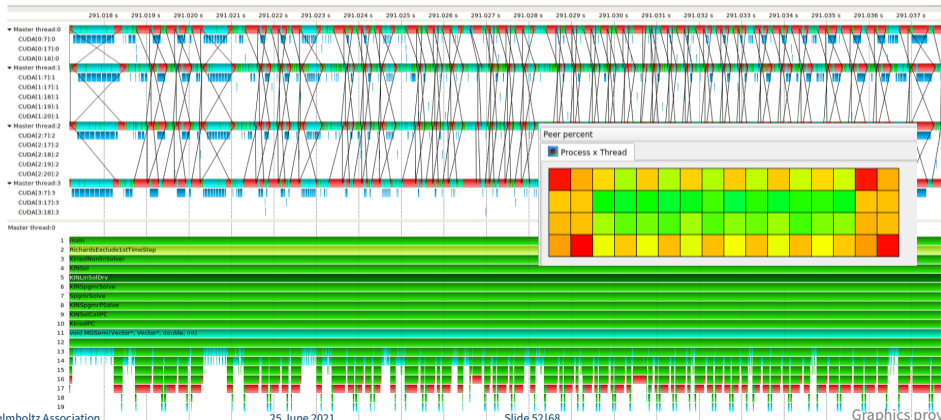 291.018 s 291.019 s 291.020 s 291.021 s 291.022 s 291.023 s 291.024 s 291.025 s 291.026 s 291.027 s 291.028 s 291.029 s 291.030 s 291.031 s 291.032 s 291.033 s 291.034 s 291.035 s 291.036 s 291.037 s
Master thread:0
CUDA[0:7]:0
CUDA[0:17]:0
CUDA[0:18]:0
Master thread:1
CUDA[1:7]:1
CUDA[1:17]:1
CUDA[1:18]:1
CUDA[1:19]:1
CUDA[1:20]:1
Master thread:2
CUDA[2:7]:2
CUDA[2:17]:2
CUDA[2:18]:2
CUDA[2:19]:2
CUDA[2:20]:2
Master thread:3
CUDA[3:7]:3
CUDA[3:17]:3
CUDA[3:18]:3
Peer percent
Process x Thread
Master thread:0
1 main
2 RichardsExclude1stTimeStep
3 KinsolNonlinSolver
4 KINSol
5 KINLinSolDrv
6 KINSpgmrSolve
7 SpgmrSolve
8 KINSpgmrPSolve
9 KINSolCallPC
10 KinsolPC
11 void MGSemi(Vector*, Vector*, double, int)
12
13
14
15
16
17
18
19
elmholtz Association 25 June 2021 Slide 52|68 Graphics prov